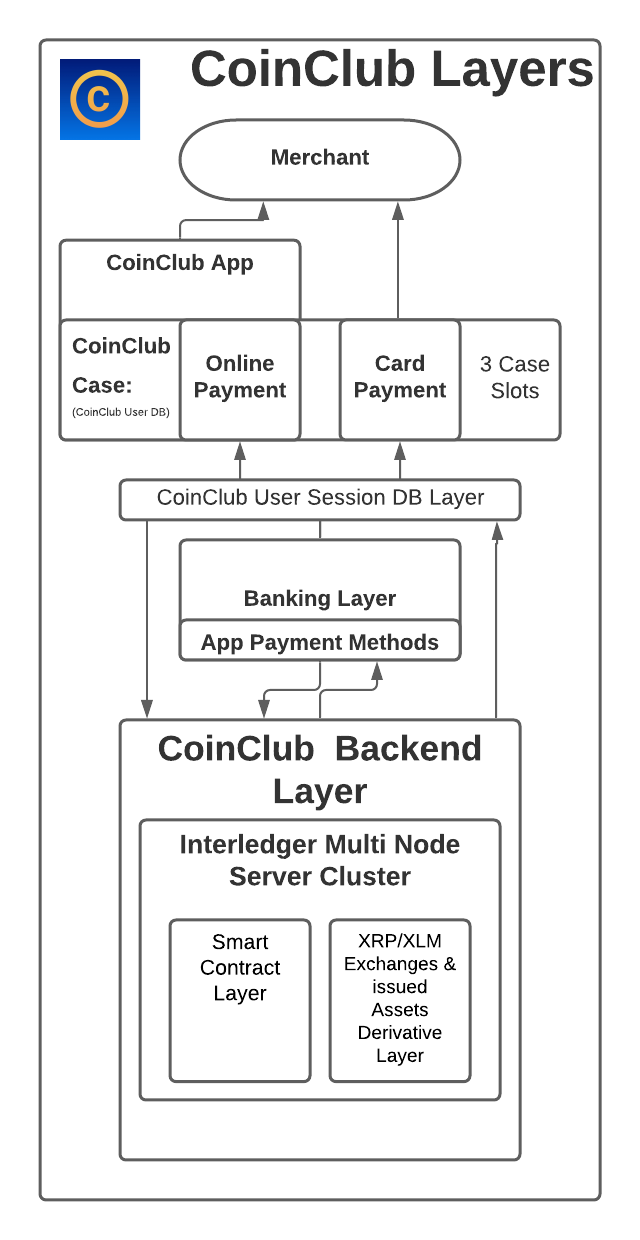 CoinClub Layers
C
Merchant
CoinClub App
CoinClub
Case:
(CoinClub User DB)
Online
Payment
Card
Payment
3 Case
Slots
CoinClub User Session DB Layer
Banking Layer
App Payment Methods
CoinClub Backend
Layer
Interledger Multi Node
Server Cluster
Smart
Contract
Layer
XRP/XLM
Exchanges &
issued
Assets
Derivative
Layer